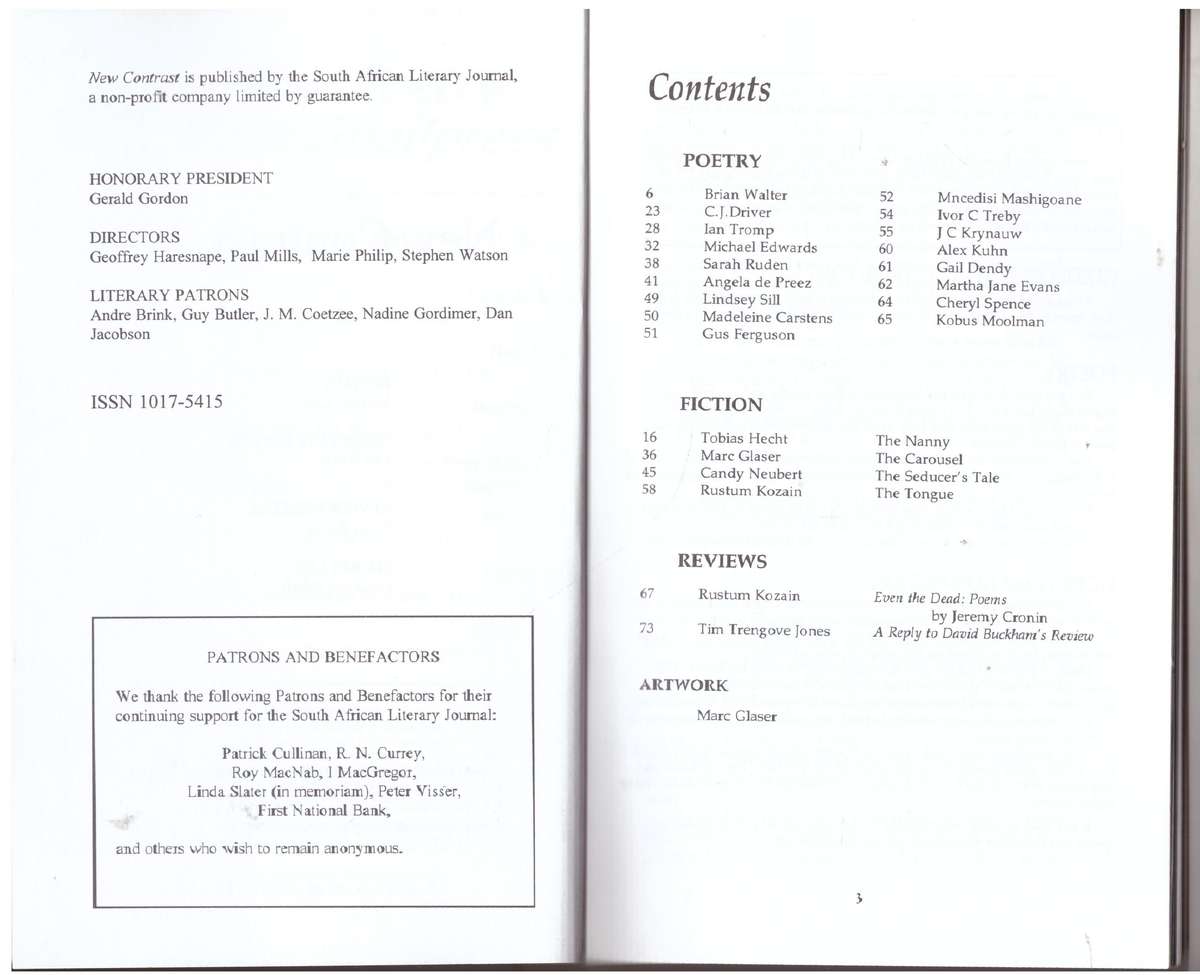 New Contrast is published by the South African Literary Journal,
a non-profit company limited by guarantee.
HONORARY PRESIDENT
Gerald Gordon
DIRECTORS
Geoffrey Haresnape, Paul Mills, Marie Philip, Stephen Watson
LITERARY PATRONS
Andre Brink, Guy Butler, J. M. Coetzee, Nadine Gordimer, Dan
Jacobson
ISSN 1017-5415
PATRONS AND BENEFACTORS
We thank the following Patrons and Benefactors for their
continuing support for the South African Literary Journal:
Patrick Cullinan, R. N. Currey,
Roy MacNab, I MacGregor,
Linda Slater (in memoriam), Peter Visser,
First National Bank,
and others who wish to remain anonymous.
Contents
POETRY
6 Brian Walter
23 C.J.Driver
28 Ian Tromp
32 Michael Edwards
38 Sarah Ruden
41 Angela de Preez
49 Lindsey Sill
50 Madeleine Carstens
51 Gus Ferguson
52 Mncedisi Mashigoane
54 Ivor C Treby
55 J C Krynauw
60 Alex Kuhn
61 Gail Dendy
62 Martha Jane Evans
64 Cheryl Spence
65 Kobus Moolman
FICTION
16 Tobias Hecht The Nanny
36 Marc Glaser The Carousel
45 Candy Neubert The Seducer's Tale
58 Rustum Kozain The Tongue
REVIEWS
67 Rustum Kozain Even the Dead: Poems
by Jeremy Cronin
73 Tim Trengove Jones A Reply to David Buckham's Review
ARTWORK
Marc Glaser
3